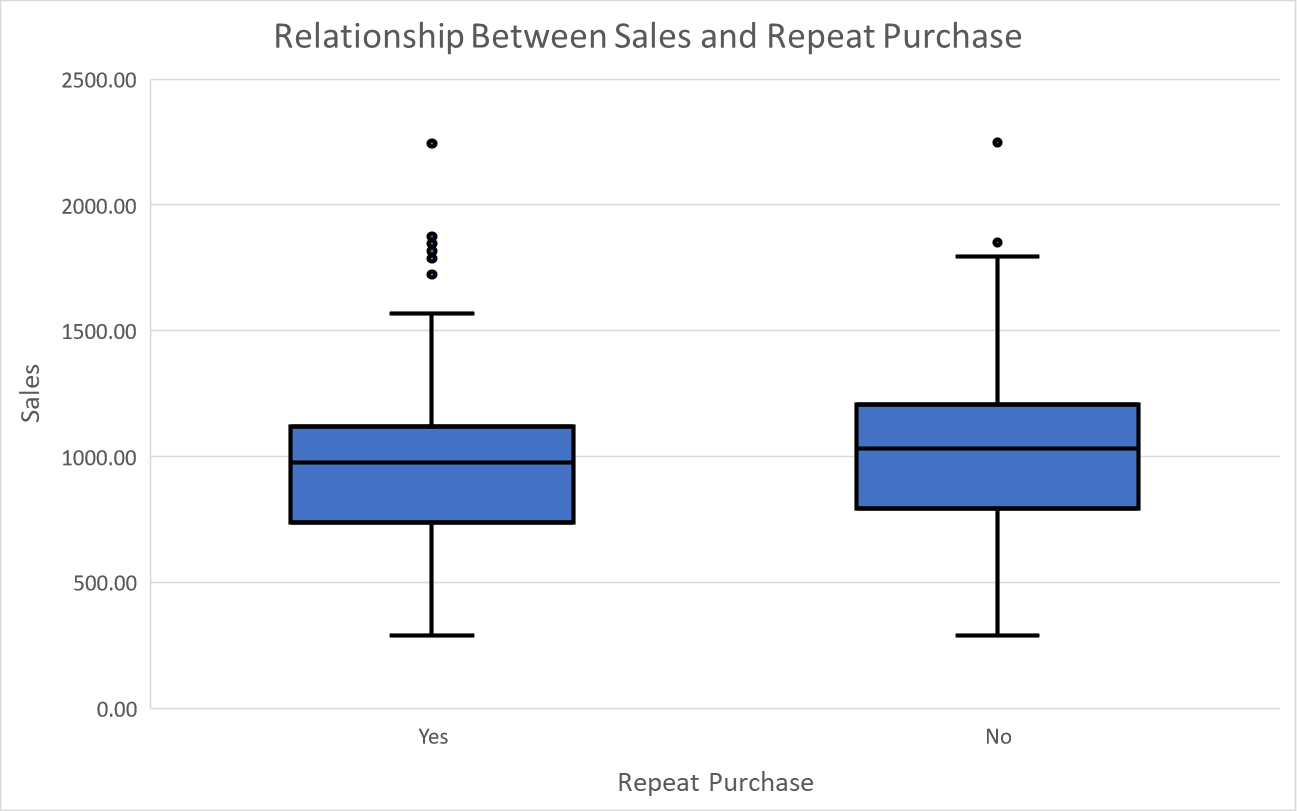 Relationship Between Sales and Repeat Purchase
2500.00
2000.00
1500.00
1000.00
500.00
0.00
Sales
Yes
No
Repeat Purchase